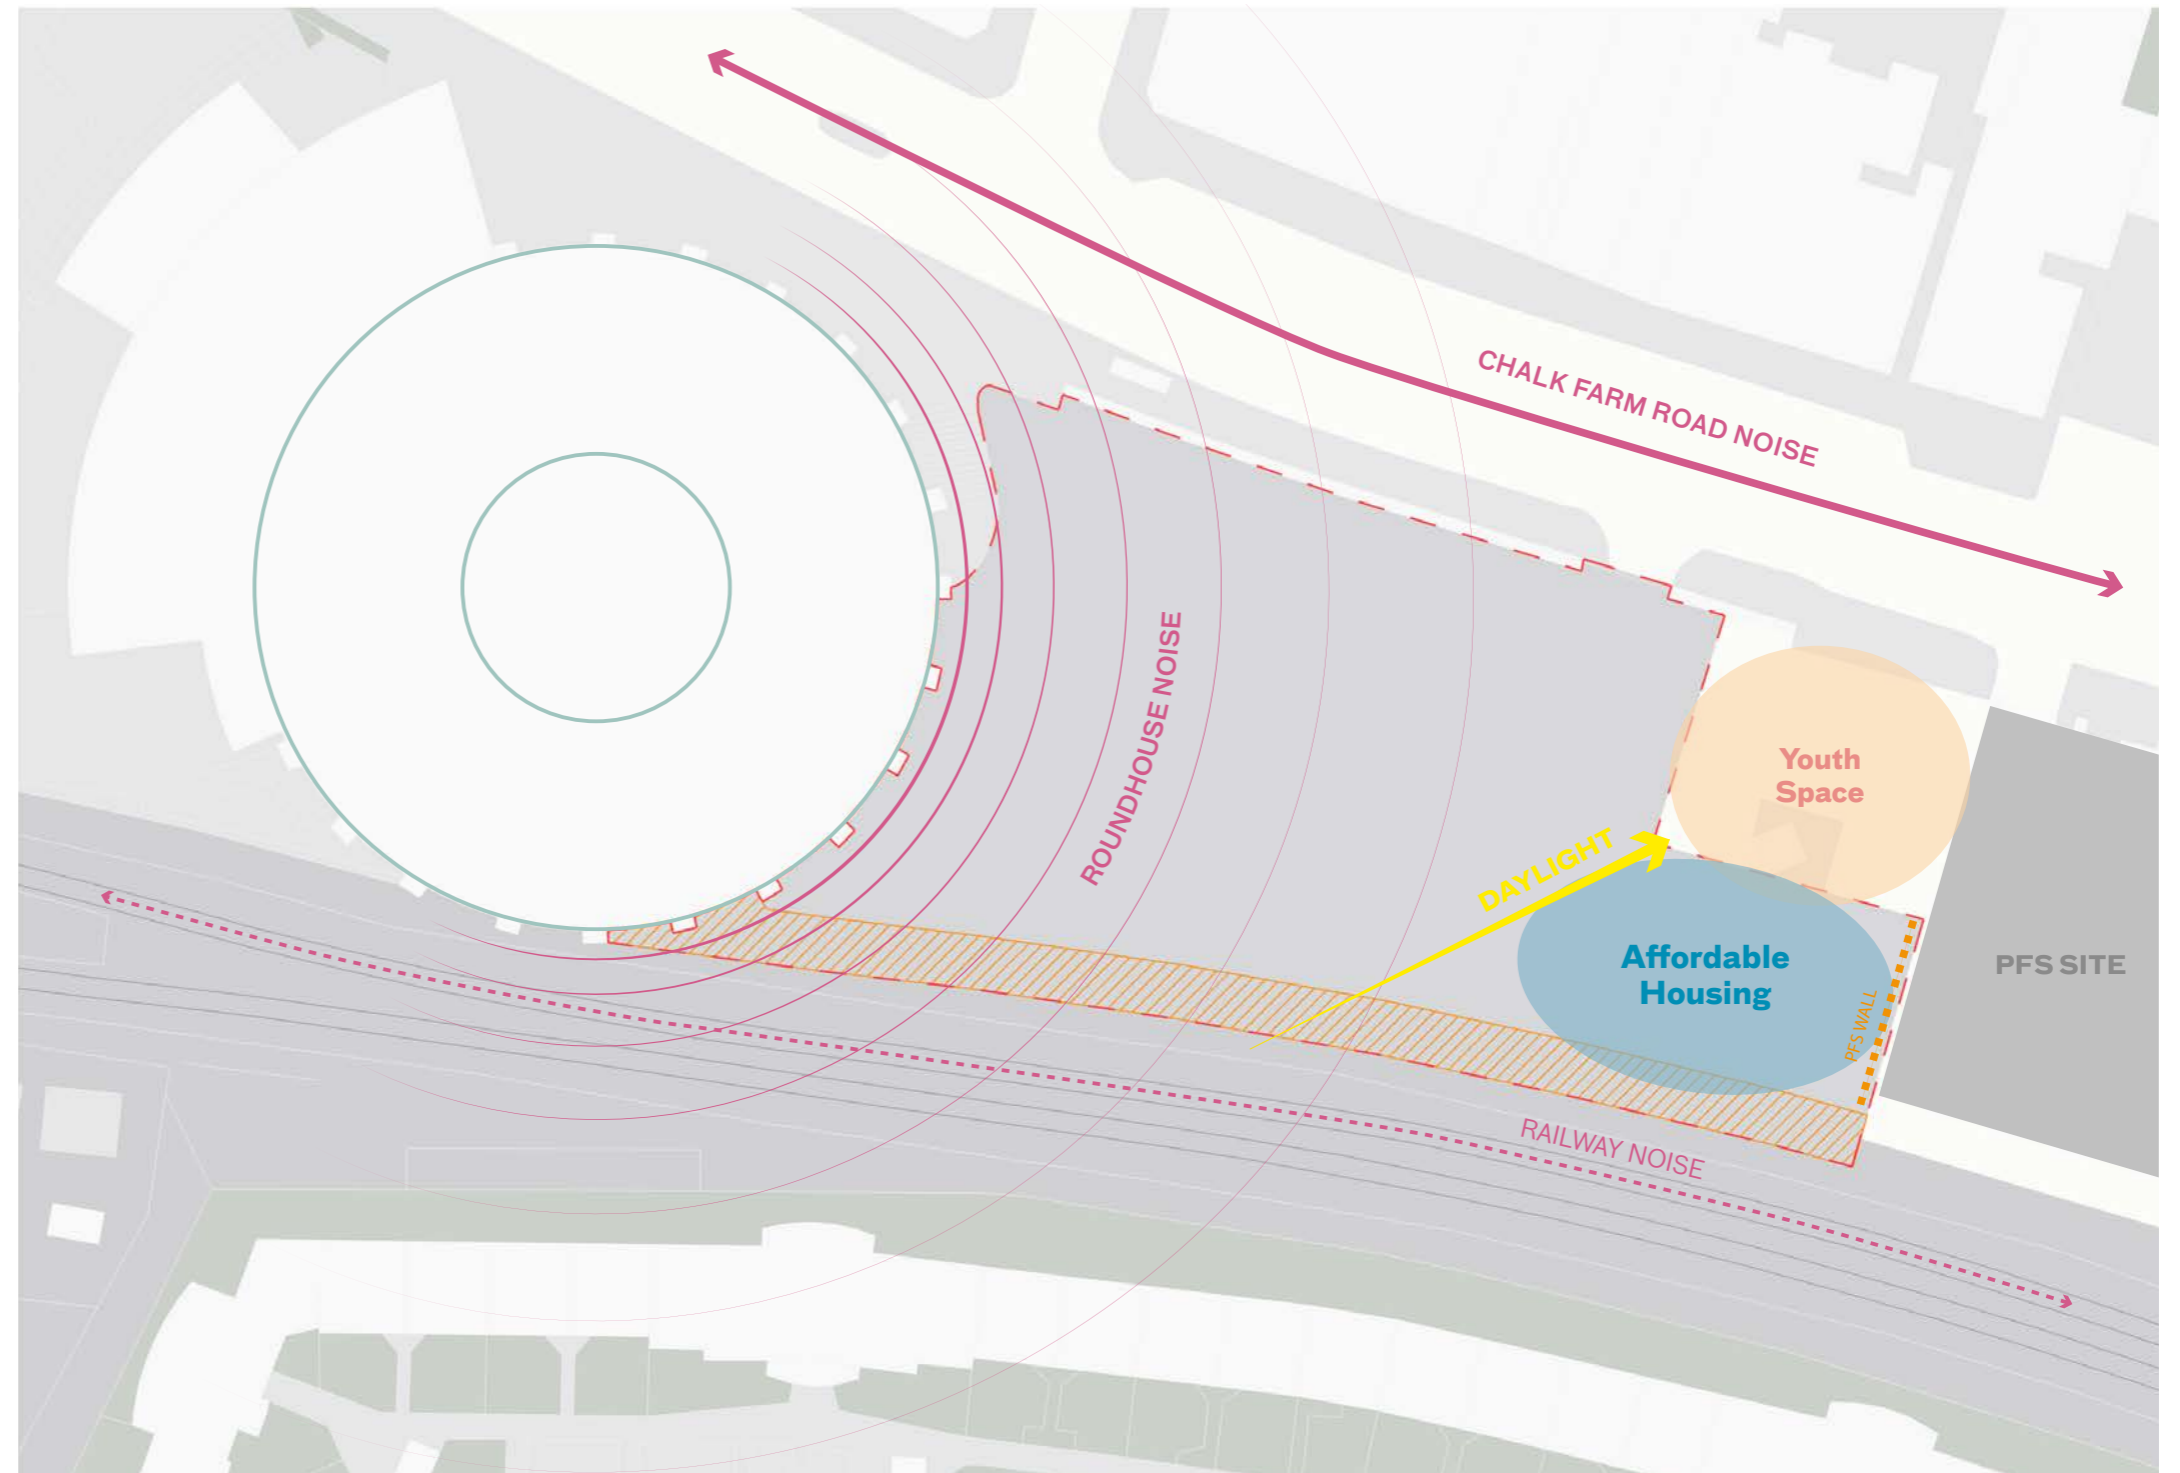 CHALK FARM ROAD NOISE
ROUNDHOUSE NOISE
Youth
Space
DAYLIGHT
Affordable
Housing
PFS SITE
PFS WALL
RAILWAY NOISE